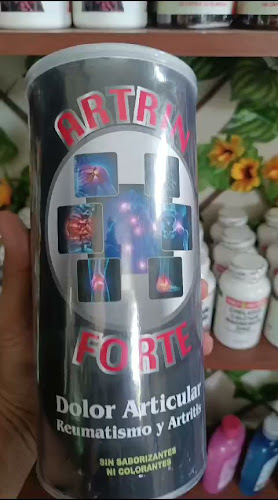 ARTRIN
FORTE
Dolor Articular
Reumatismo y Artritis
SIN SABORIZANTES
NI COLORANTES